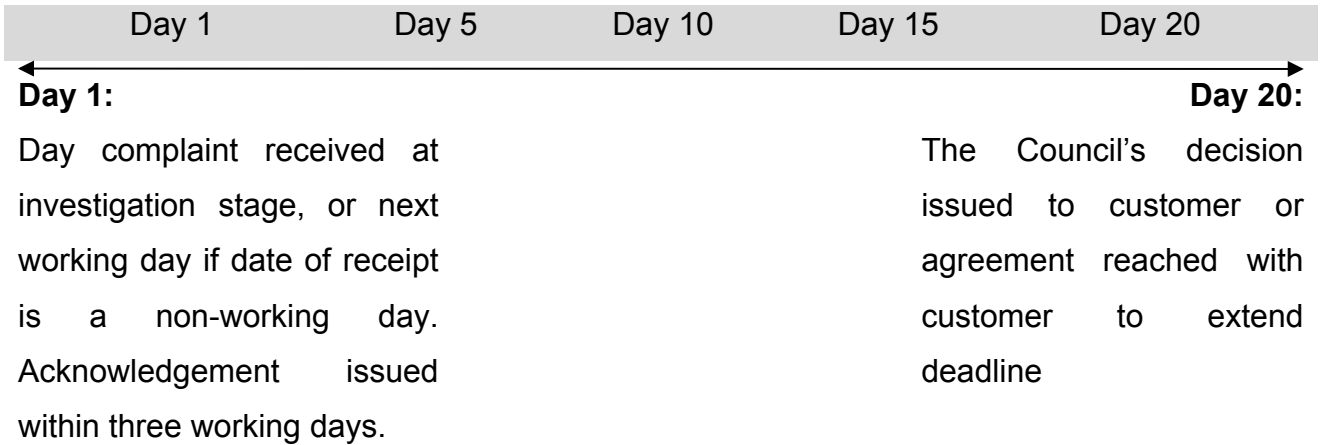 Day 1 Day 5 Day 10 Day 15 Day 20
Day 1:
Day complaint received at
investigation stage, or next
working day if date of receipt
is a non-working day.
Acknowledgement issued
within three working days.
Day 20:
The Council’s decision
issued to customer or
agreement reached with
customer to extend
deadline